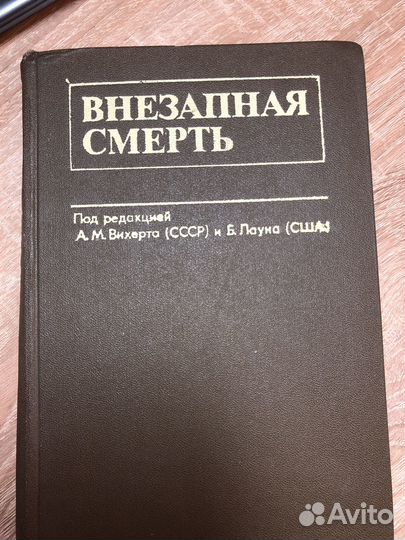 ВНЕЗАПНАЯ
СМЕРТЬ
Под редакцией
А. М. Вихерта (СССР) и Б. Лауна (США)
Avito